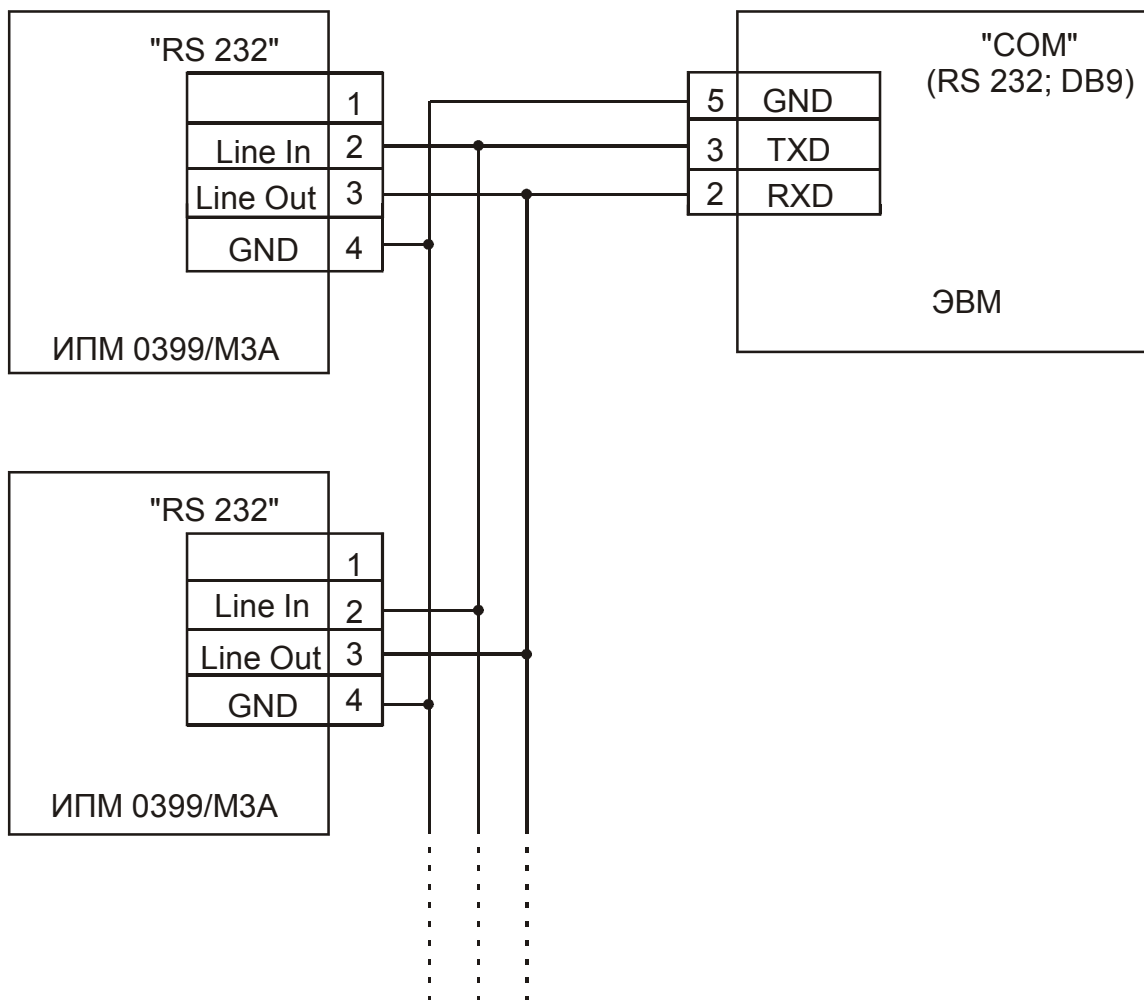 "RS 232"
1
Line In 2
Line Out 3
GND 4
ИПМ 0399/М3А
"COM"
(RS 232; DB9)
5 GND
3 TXD
2 RXD
ЭВМ
"RS 232"
1
Line In 2
Line Out 3
GND 4
ИПМ 0399/М3А